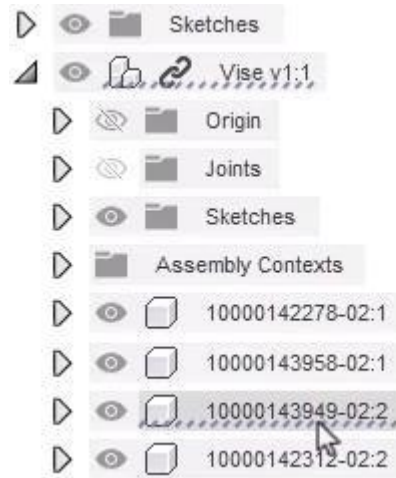 Sketches
Vise v1:1
Origin
Joints
Sketches
Assembly Contexts
10000142278-02:1
10000143958-02:1
10000143949-02:2
10000142312-02:2